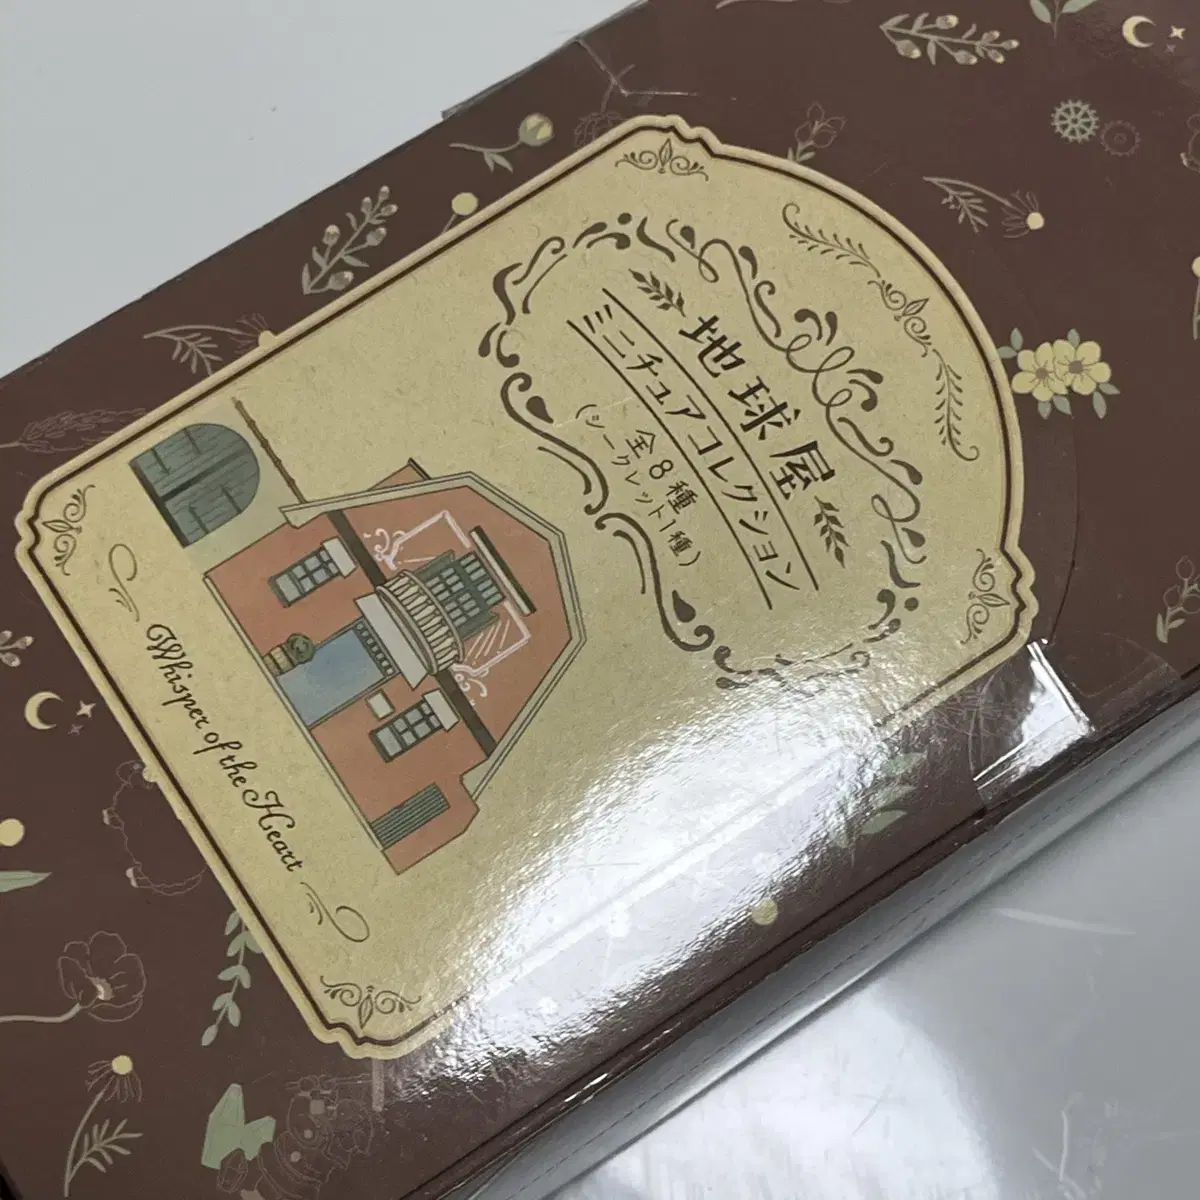 地球屋
ミニチュアコレクション
全8種
(シークレット1種)
Whisper of the Heart